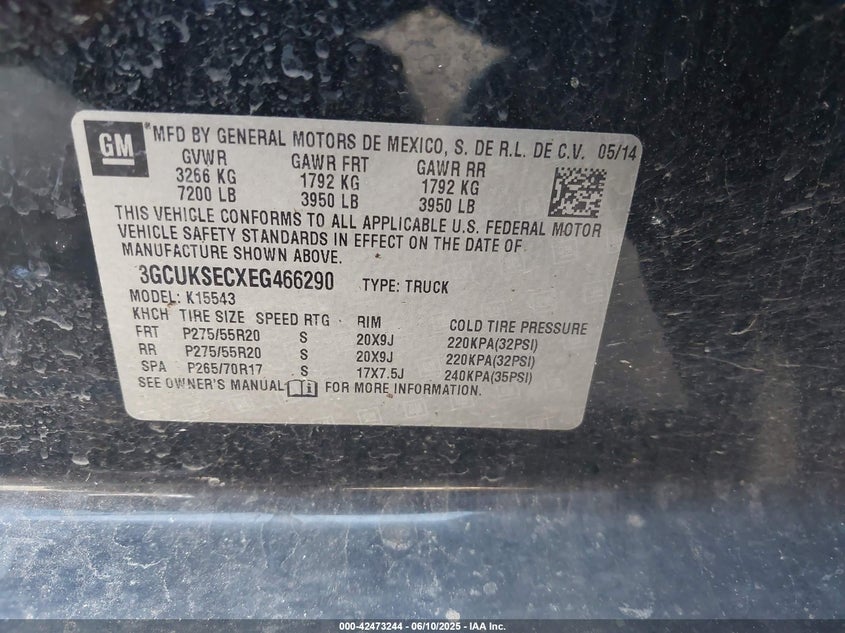 GM
MFD BY GENERAL MOTORS DE MEXICO, S. DE R.L. DE C.V. 05/14
GVWR GAWR FRT GAWR RR
3266 KG 1792 KG 1792 KG
7200 LB 3950 LB 3950 LB
THIS VEHICLE CONFORMS TO ALL APPLICABLE U.S. FEDERAL MOTOR
VEHICLE SAFETY STANDARDS IN EFFECT ON THE DATE OF
MANUFACTURE SHOWN ABOVE.
3GCUKSECXEG466290 TYPE: TRUCK
MODEL: K15543
KHCH TIRE SIZE SPEED RTG RIM COLD TIRE PRESSURE
FRT P275/55R20 S 20X9J 220KPA(32PSI)
RR P275/55R20 S 20X9J 220KPA(32PSI)
SPA P265/70R17 S 17X7.5J 240KPA(35PSI)
SEE OWNER'S MANUAL FOR MORE INFORMATION.
000-42473244 - 06/10/2025 - IAA Inc.